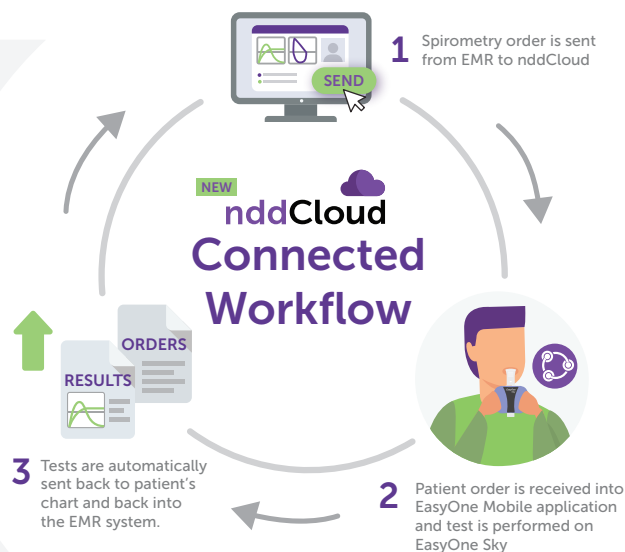 SEND
1 Spirometry order is sent
from EMR to nddCloud
NEW
nddCloud
Connected
Workflow
ORDERS
RESULTS
3 Tests are automatically
sent back to patient's
chart and back into
the EMR system.
2 Patient order is received into
EasyOne Mobile application
and test is performed on
EasyOne Sky